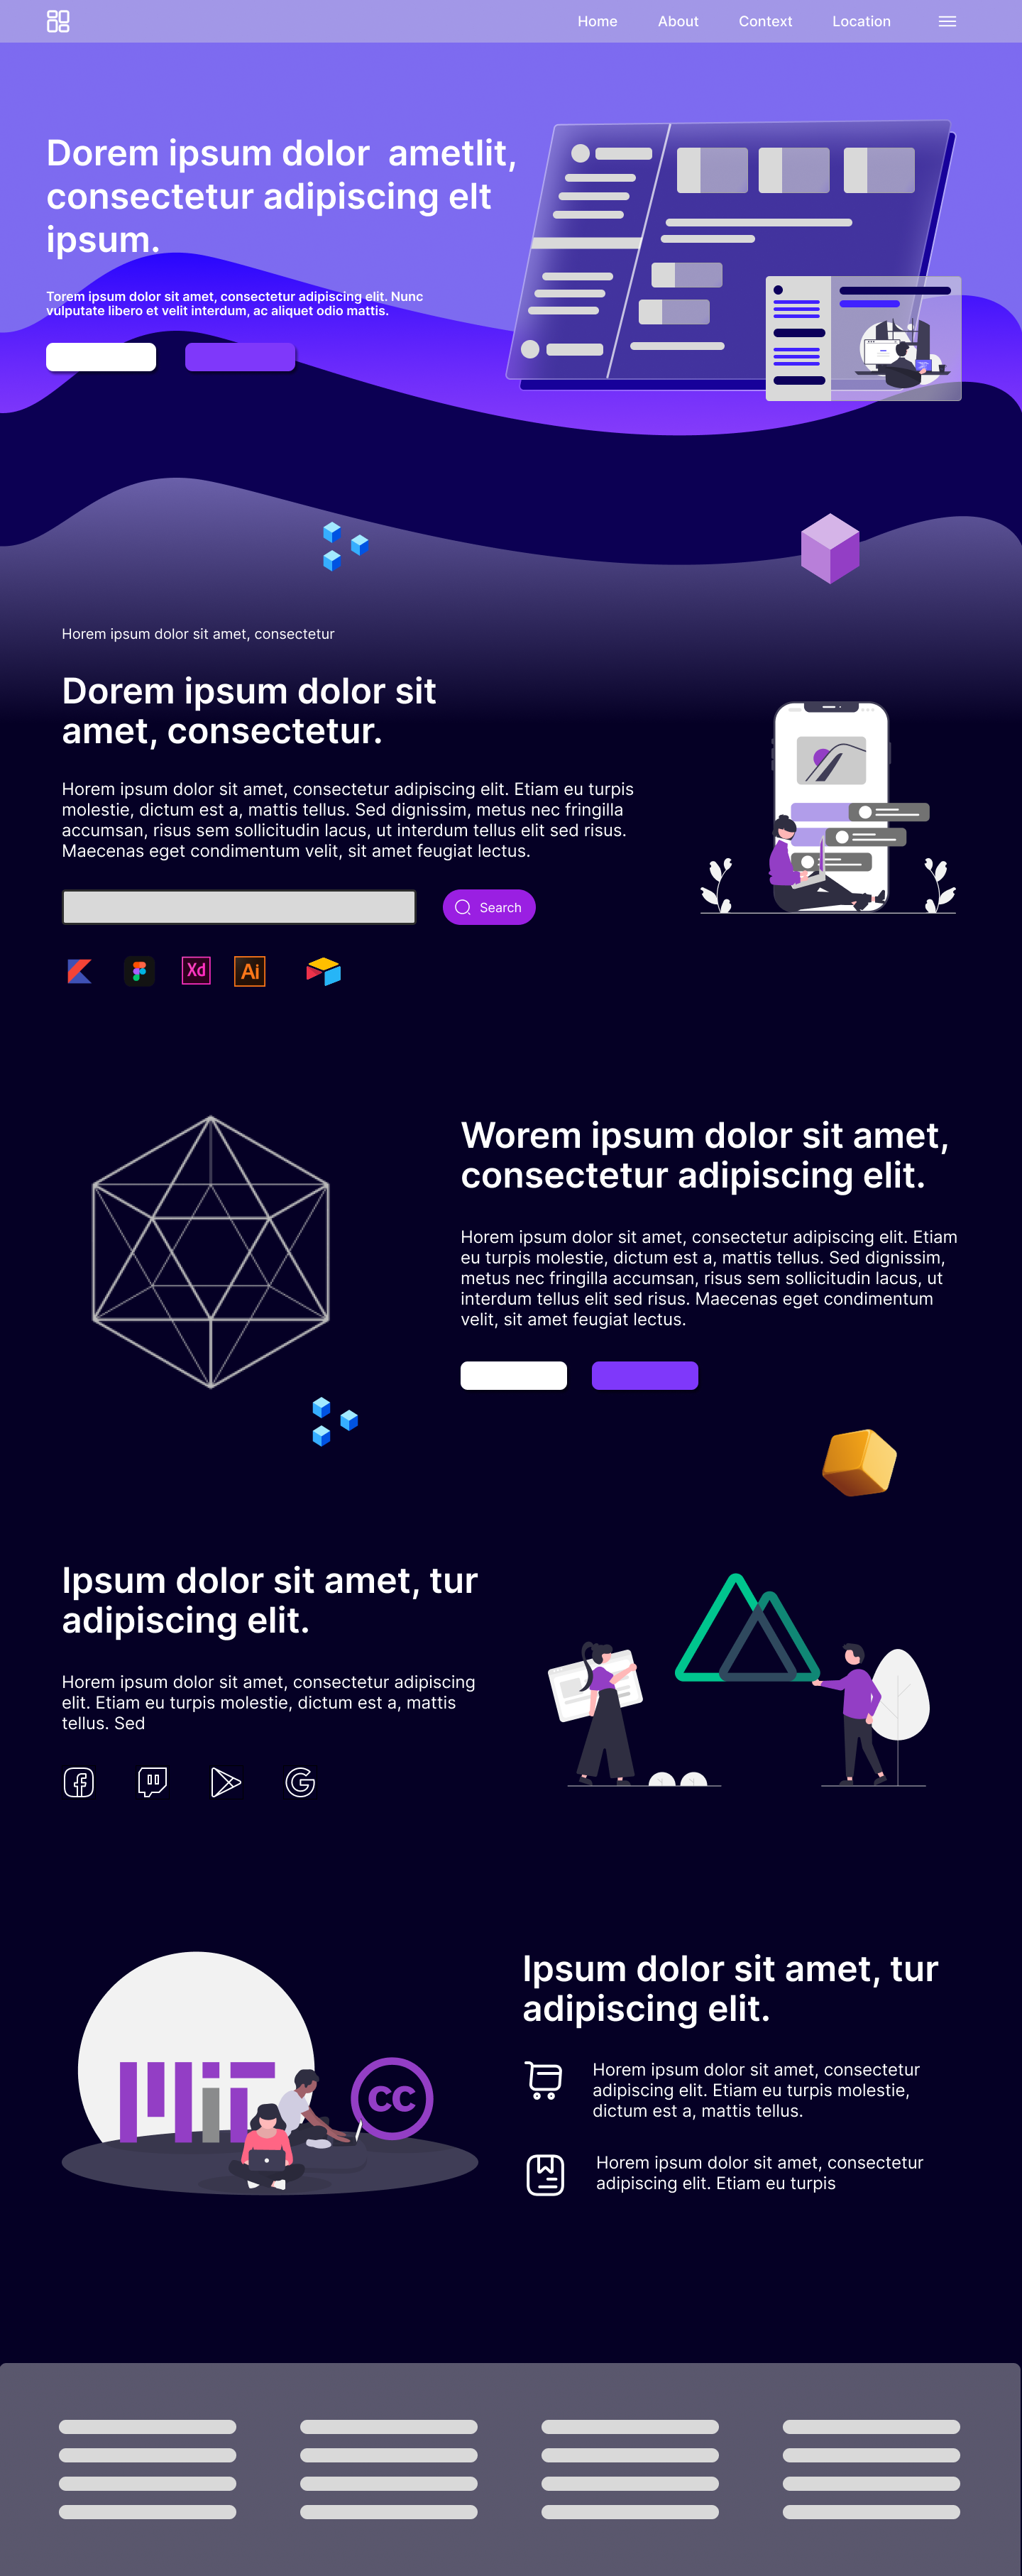 Home About Context Location
Dorem ipsum dolor  ametlit,
consectetur adipiscing elt
ipsum.
Torem ipsum dolor sit amet, consectetur adipiscing elit. Nunc
vulputate libero et velit interdum, ac aliquet odio mattis.
Horem ipsum dolor sit amet, consectetur
Dorem ipsum dolor sit
amet, consectetur.
Horem ipsum dolor sit amet, consectetur adipiscing elit. Etiam eu turpis
molestie, dictum est a, mattis tellus. Sed dignissim, metus nec fringilla
accumsan, risus sem sollicitudin lacus, ut interdum tellus elit sed risus.
Maecenas eget condimentum velit, sit amet feugiat lectus.
Search
Xd Ai
Worem ipsum dolor sit amet,
consectetur adipiscing elit.
Horem ipsum dolor sit amet, consectetur adipiscing elit. Etiam
eu turpis molestie, dictum est a, mattis tellus. Sed dignissim,
metus nec fringilla accumsan, risus sem sollicitudin lacus, ut
interdum tellus elit sed risus. Maecenas eget condimentum
velit, sit amet feugiat lectus.
Ipsum dolor sit amet, tur
adipiscing elit.
Horem ipsum dolor sit amet, consectetur adipiscing
elit. Etiam eu turpis molestie, dictum est a, mattis
tellus. Sed
Ipsum dolor sit amet, tur
adipiscing elit.
Horem ipsum dolor sit amet, consectetur
adipiscing elit. Etiam eu turpis molestie,
dictum est a, mattis tellus.
MiT
cc
Horem ipsum dolor sit amet, consectetur
adipiscing elit. Etiam eu turpis